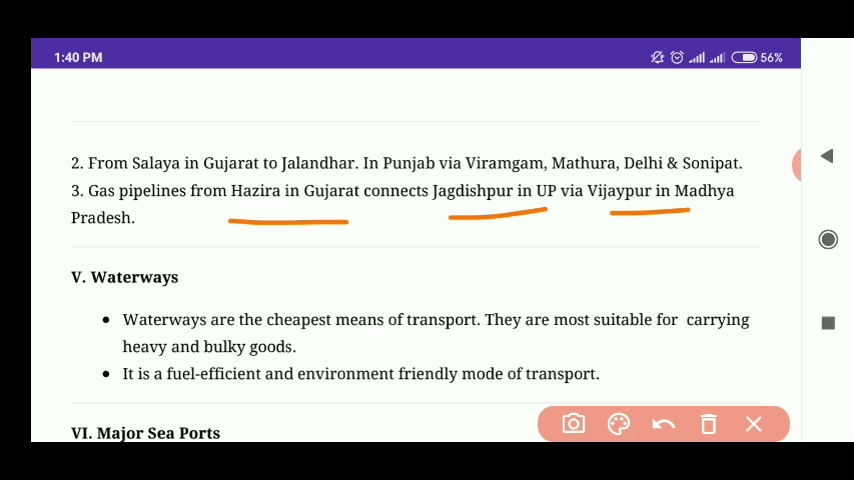 1:40 PM
56%
2. From Salaya in Gujarat to Jalandhar. In Punjab via Viramgam, Mathura, Delhi & Sonipat.
3. Gas pipelines from Hazira in Gujarat connects Jagdishpur in UP via Vijaypur in Madhya
Pradesh.
V. Waterways
• Waterways are the cheapest means of transport. They are most suitable for carrying
heavy and bulky goods.
• It is a fuel-efficient and environment friendly mode of transport.
VI. Major Sea Ports